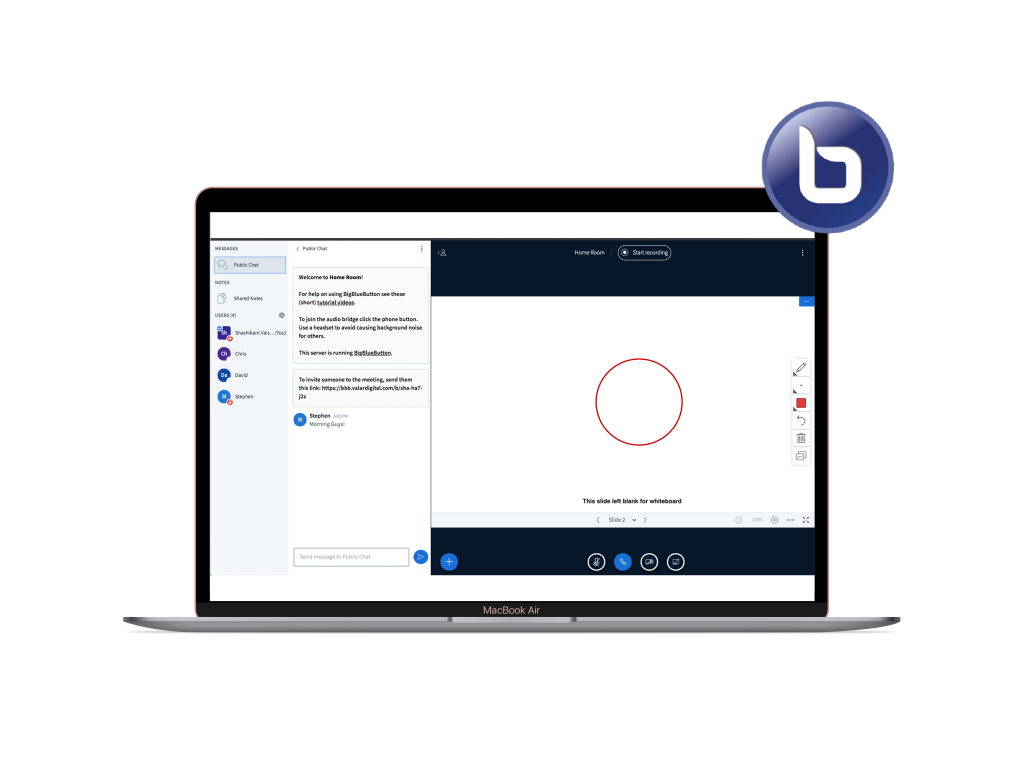 MESSAGES
Public Chat
NOTES
Shared Notes
USERS (4)
Sh
Shashikant Vais... /You/
Ch
Chris
Da
David
St
Stephen
Public Chat
Welcome to Home Room!
For help on using BigBlueButton see these
(short) tutorial videos.
To join the audio bridge click the phone button.
Use a headset to avoid causing background noise
for others.
This server is running BigBlueButton.
To invite someone to the meeting, send them
this link: https://bbb.valardigital.com/b/sha-ha7-
j2z
St
Stephen 5:02 PM
Morning Guys!
Send message to Public Chat
Home Room
Start recording
This slide left blank for whiteboard
Slide 2
100%
MacBook Air
b